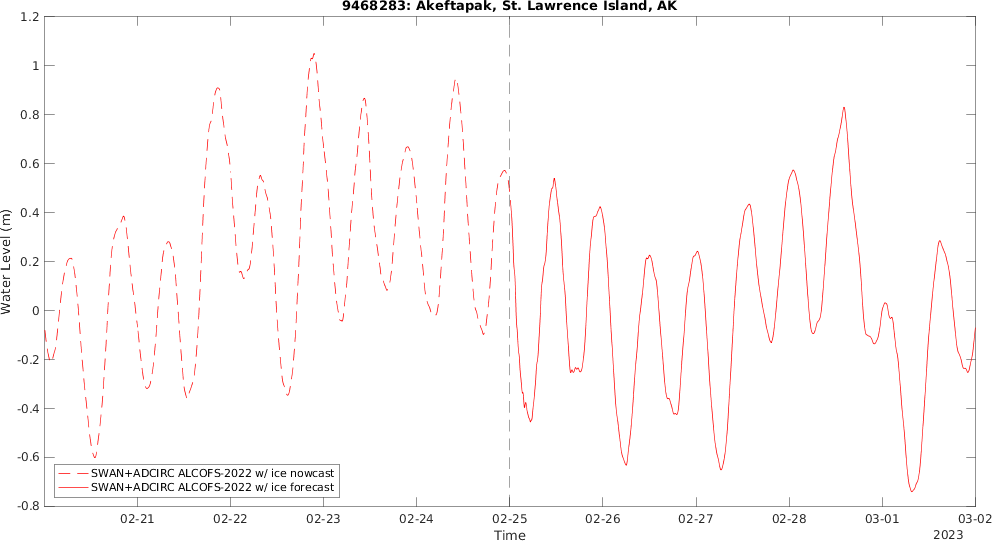 9468283: Akeftapak, St. Lawrence Island, AK
1.2
1
0.8
0.6
0.4
0.2
0
-0.2
-0.4
-0.6
-0.8
Water Level (m)
SWAN+ADCIRC ALCOFS-2022 w/ ice nowcast
SWAN+ADCIRC ALCOFS-2022 w/ ice forecast
02-21 02-22 02-23 02-24 02-25 02-26 02-27 02-28 03-01 03-02
Time
2023